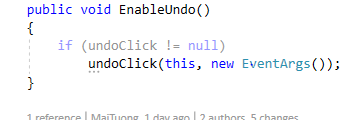 public void EnableUndo()
{
if (undoClick != null)
undoClick(this, new EventArgs());
}
1 reference | MaiTuong, 1 day ago | 2 authors, 5 changes